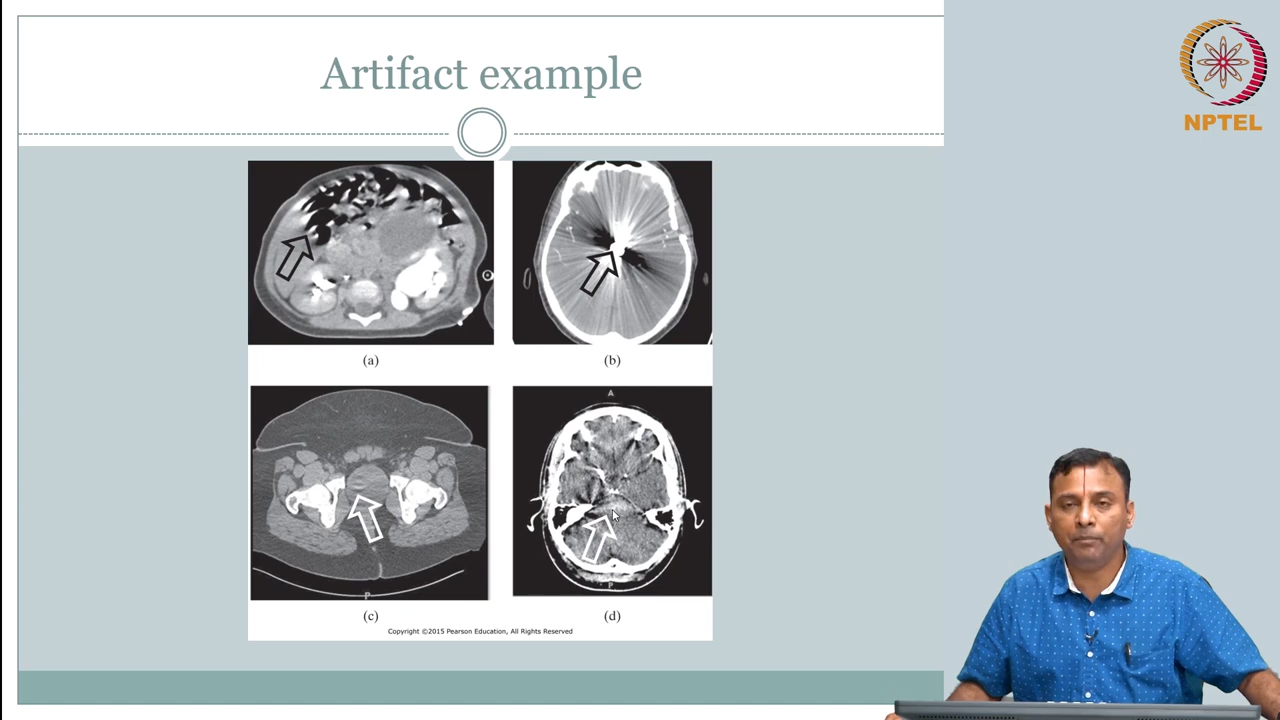 Artifact example
NPTEL
(a)
(b)
A
P
P
(c)
(d)
Copyright ©2015 Pearson Education, All Rights Reserved